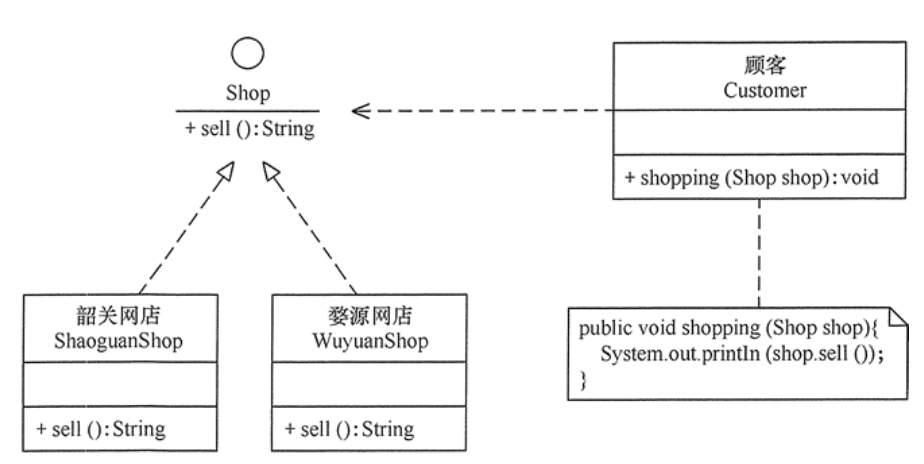 Shop
+ sell ():String
顾客
Customer
+ shopping (Shop shop):void
韶关网店
ShaoguanShop
+ sell ():String
婺源网店
WuyuanShop
+ sell ():String
public void shopping (Shop shop){
System.out.printIn (shop.sell ());
}